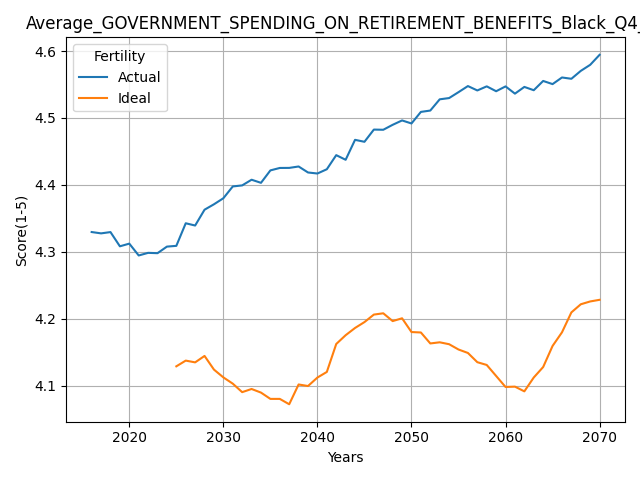 Average_GOVERNMENT_SPENDING_ON_RETIREMENT_BENEFITS_Black_Q4_
Fertility
Actual
Ideal
4.6
4.5
4.4
4.3
4.2
4.1
Score(1-5)
2020 2030 2040 2050 2060 2070
Years